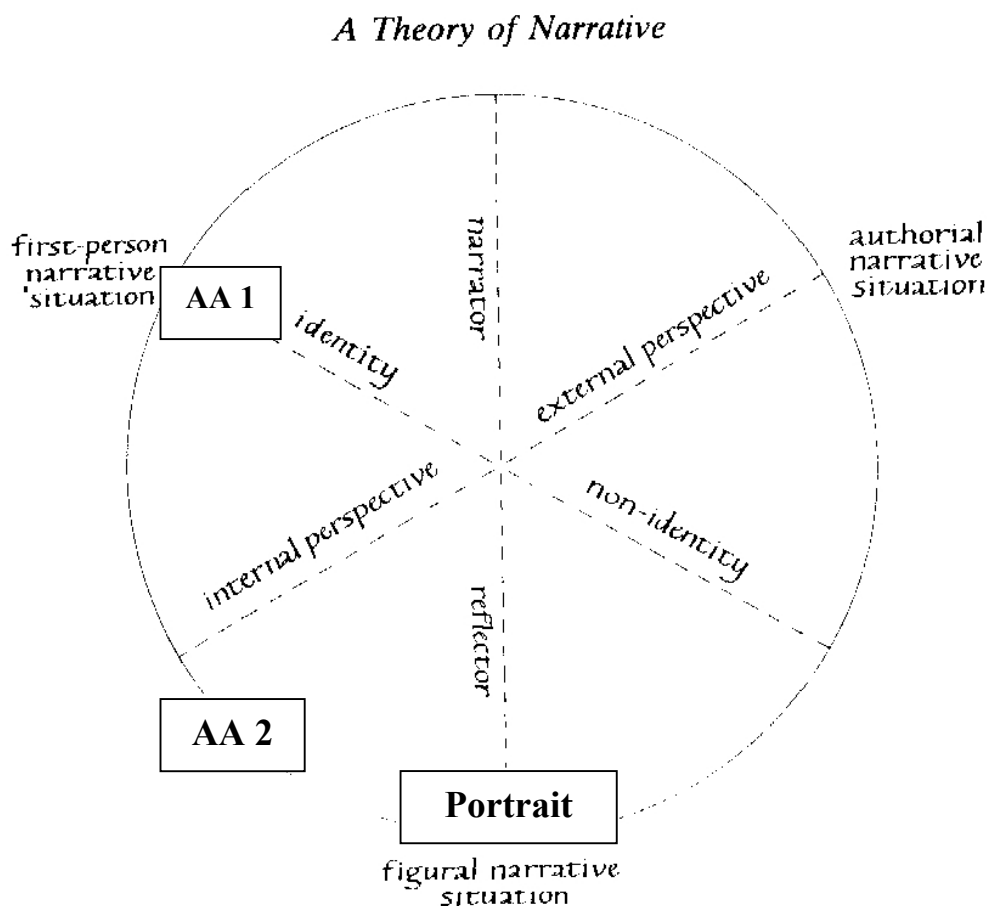 A Theory of Narrative
first-person
narrative
situation
authorial
narrative
situation
AA 1
narrator
identity
external perspective
internal perspective
non-identity
reflector
AA 2
Portrait
figural narrative
situation